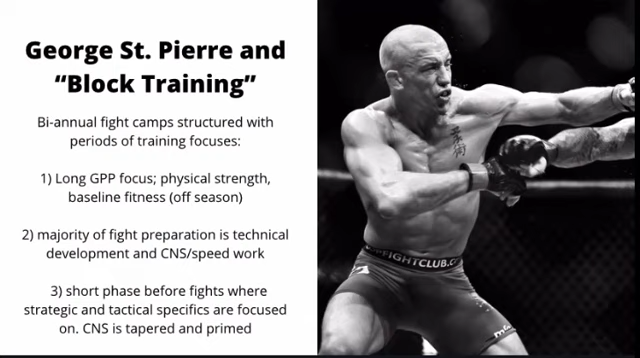 George St. Pierre and
“Block Training”
Bi-annual fight camps structured with
periods of training focuses:
1) Long GPP focus; physical strength,
baseline fitness (off season)
2) majority of fight preparation is technical
development and CNS/speed work
3) short phase before fights where
strategic and tactical specifics are focused
on. CNS is tapered and primed
FIGHTCLUB.C